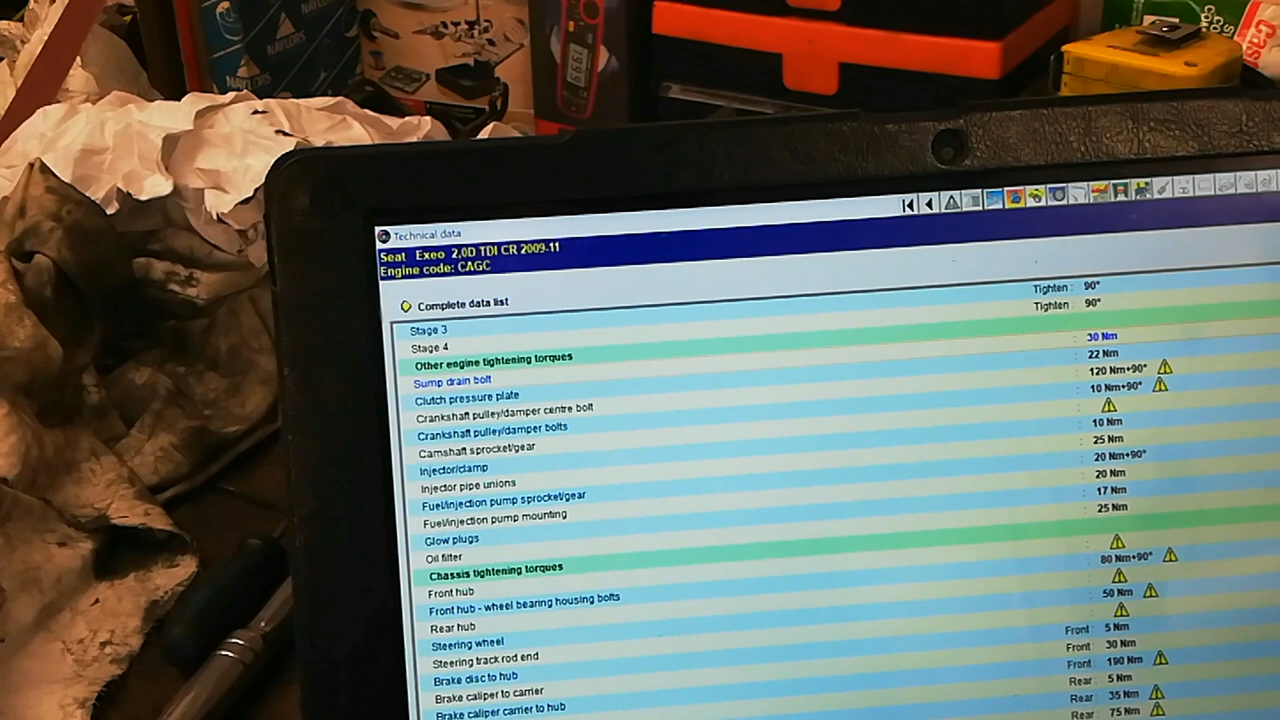 NAYLORS
NAYLORS
Cas
Technical data
Seat Exeo 2,0D TDI CR 2009-11
Engine code: CAGC
Complete data list
Stage 3 Tighten : 90°
Stage 4 Tighten : 90°
Other engine tightening torques
Sump drain bolt : 30 Nm
Clutch pressure plate : 22 Nm
Crankshaft pulley/damper centre bolt : 120 Nm+90°
Crankshaft pulley/damper bolts : 10 Nm+90°
Camshaft sprocket/gear :
Injector/clamp : 10 Nm
Injector pipe unions : 25 Nm
Fuel/injection pump sprocket/gear : 20 Nm+90°
Fuel/injection pump mounting : 20 Nm
Glow plugs : 17 Nm
Oil filter : 25 Nm
Chassis tightening torques
Front hub :
Front hub - wheel bearing housing bolts : 80 Nm+90°
Rear hub :
Steering wheel : 50 Nm
Steering track rod end :
Brake disc to hub Front : 5 Nm
Brake caliper to carrier Front : 30 Nm
Brake caliper carrier to hub Front : 190 Nm
Rear : 5 Nm
Rear : 35 Nm
Rear : 75 Nm